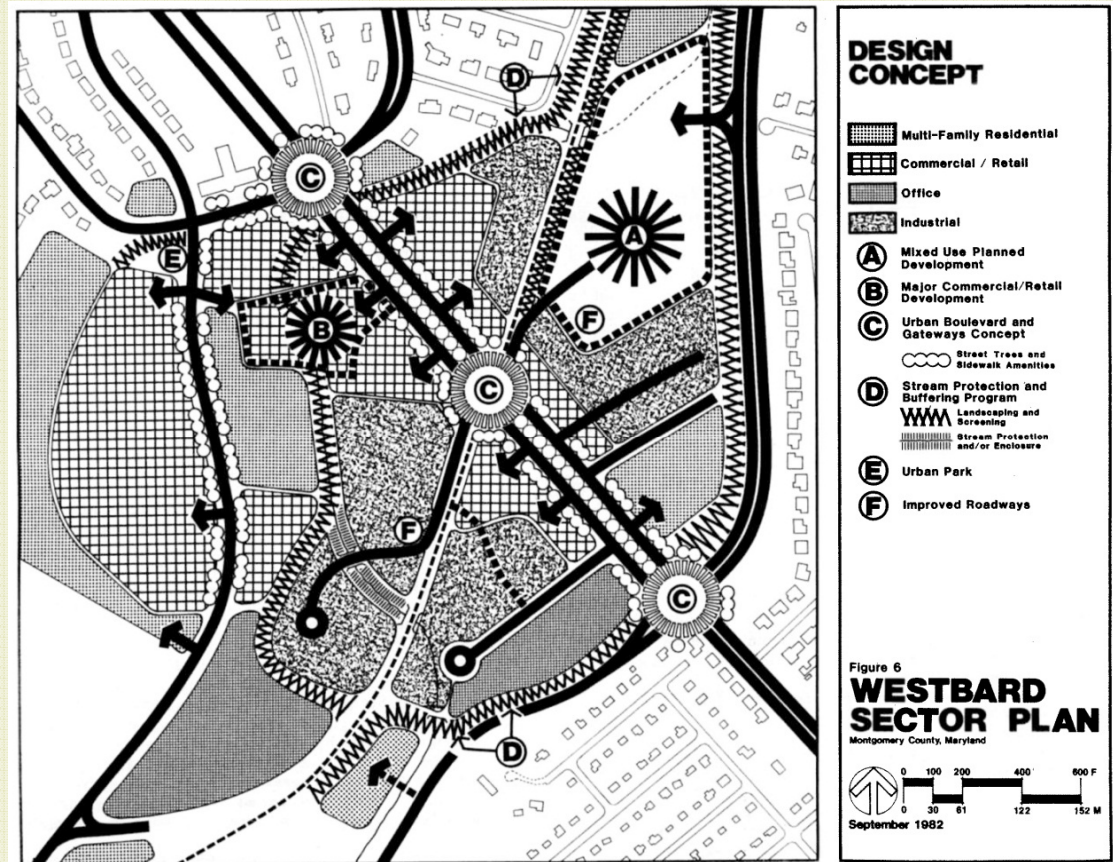 D
C
E
A
B
F
C
F
C
D
DESIGN
CONCEPT
Multi-Family Residential
Commercial / Retail
Office
Industrial
A Mixed Use Planned
Development
B Major Commercial/Retail
Development
C Urban Boulevard and
Gateways Concept
Street Trees and
Sidewalk Amenities
D Stream Protection and
Buffering Program
Landscaping and
Screening
Stream Protection
and/or Enclosure
E Urban Park
F Improved Roadways
Figure 6
WESTBARD
SECTOR PLAN
Montgomery County, Maryland
0 100 200 400' 600 F
0 30 61 122 152 M
September 1982